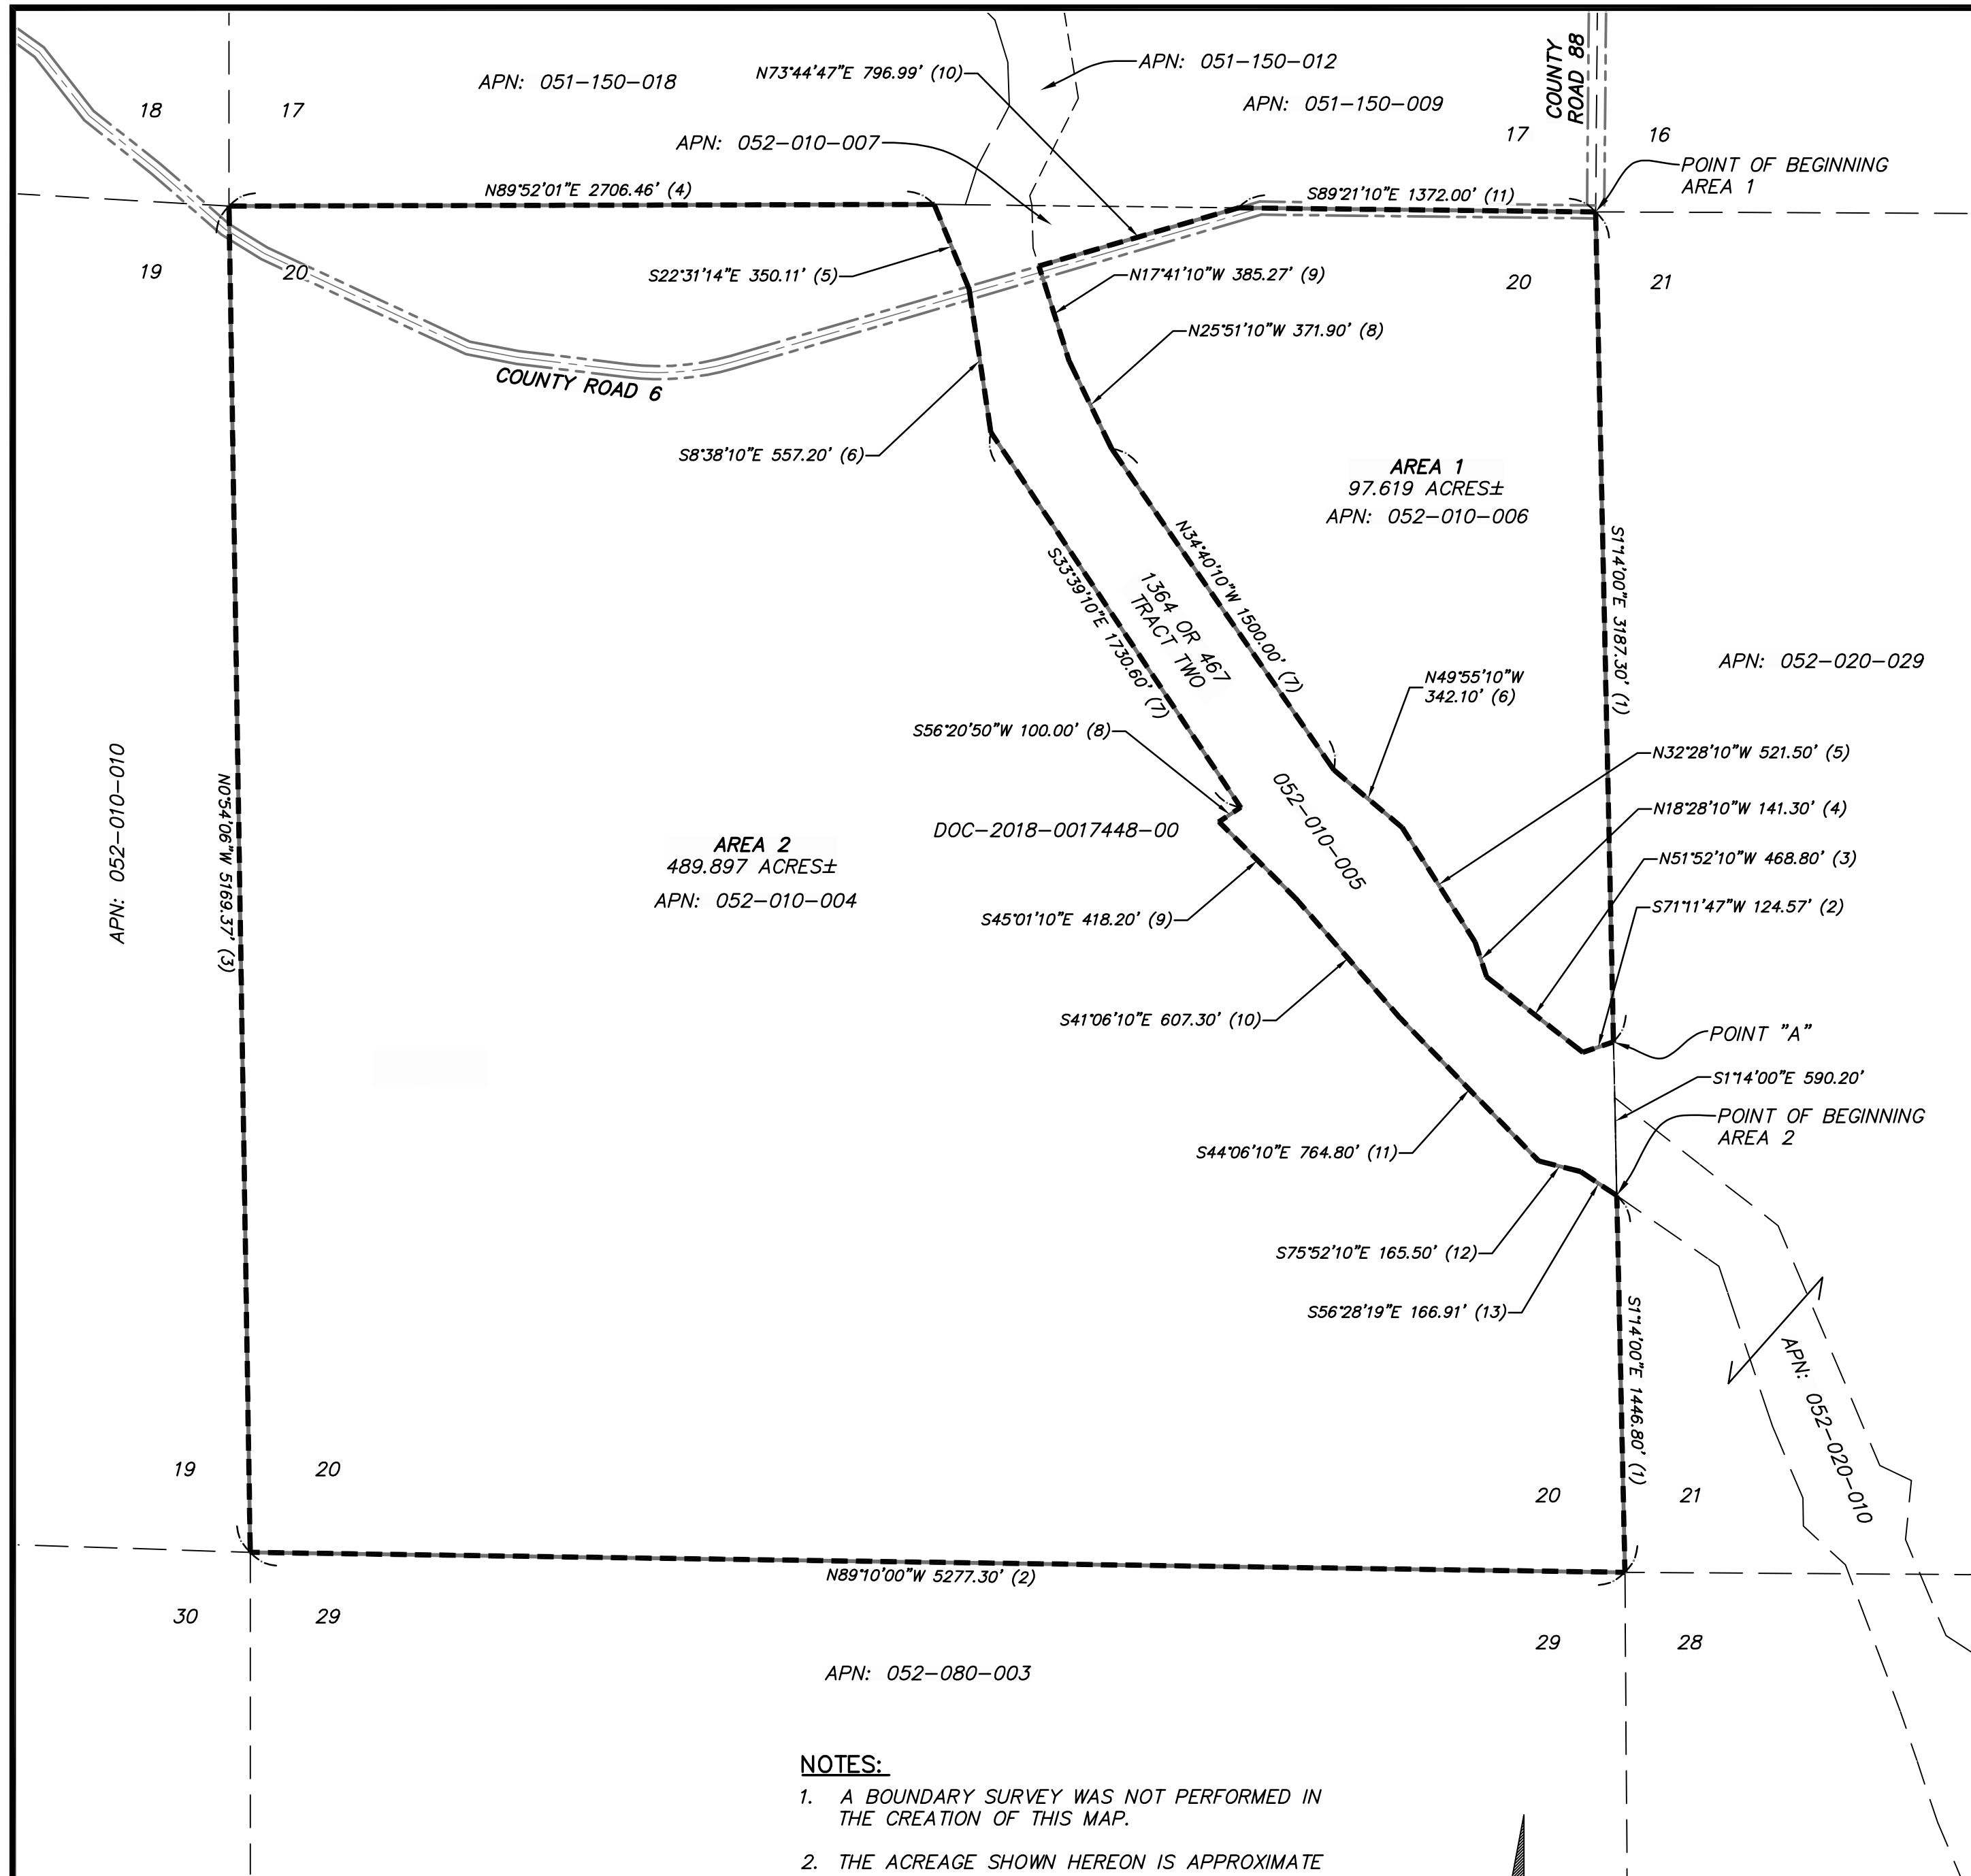 COUNTY
ROAD 88
APN: 051-150-012
N73°44'47"E 796.99' (10)
APN: 051-150-018
APN: 051-150-009
18
17
17
16
APN: 052-010-007
POINT OF BEGINNING
AREA 1
N89°52'01"E 2706.46' (4)
S89°21'10"E 1372.00' (11)
19
20
S22°31'14"E 350.11' (5)
N17°41'10"W 385.27' (9)
20
21
N25°51'10"W 371.90' (8)
COUNTY ROAD 6
S8°38'10"E 557.20' (6)
AREA 1
97.619 ACRES±
APN: 052-010-006
N34°40'10"W 1500.00' (7)
S33°39'10"E 1730.60' (7)
1364 OR 467
TRACT TWO
S1°14'00"E 3187.30' (1)
APN: 052-020-029
N49°55'10"W
342.10' (6)
S56°20'50"W 100.00' (8)
N32°28'10"W 521.50' (5)
052-010-005
N18°28'10"W 141.30' (4)
APN: 052-010-010
N0°54'06"W 5169.37' (3)
AREA 2
489.897 ACRES±
APN: 052-010-004
DOC-2018-0017448-00
N51°52'10"W 468.80' (3)
S71°11'47"W 124.57' (2)
S45°01'10"E 418.20' (9)
S41°06'10"E 607.30' (10)
POINT "A"
S1°14'00"E 590.20'
POINT OF BEGINNING
AREA 2
S44°06'10"E 764.80' (11)
S75°52'10"E 165.50' (12)
S56°28'19"E 166.91' (13)
S1°14'00"E 1446.80' (1)
APN: 052-020-010
19
20
20
21
N89°10'00"W 5277.30' (2)
30
29
29
28
APN: 052-080-003
NOTES:
1. A BOUNDARY SURVEY WAS NOT PERFORMED IN
THE CREATION OF THIS MAP.
2. THE ACREAGE SHOWN HEREON IS APPROXIMATE